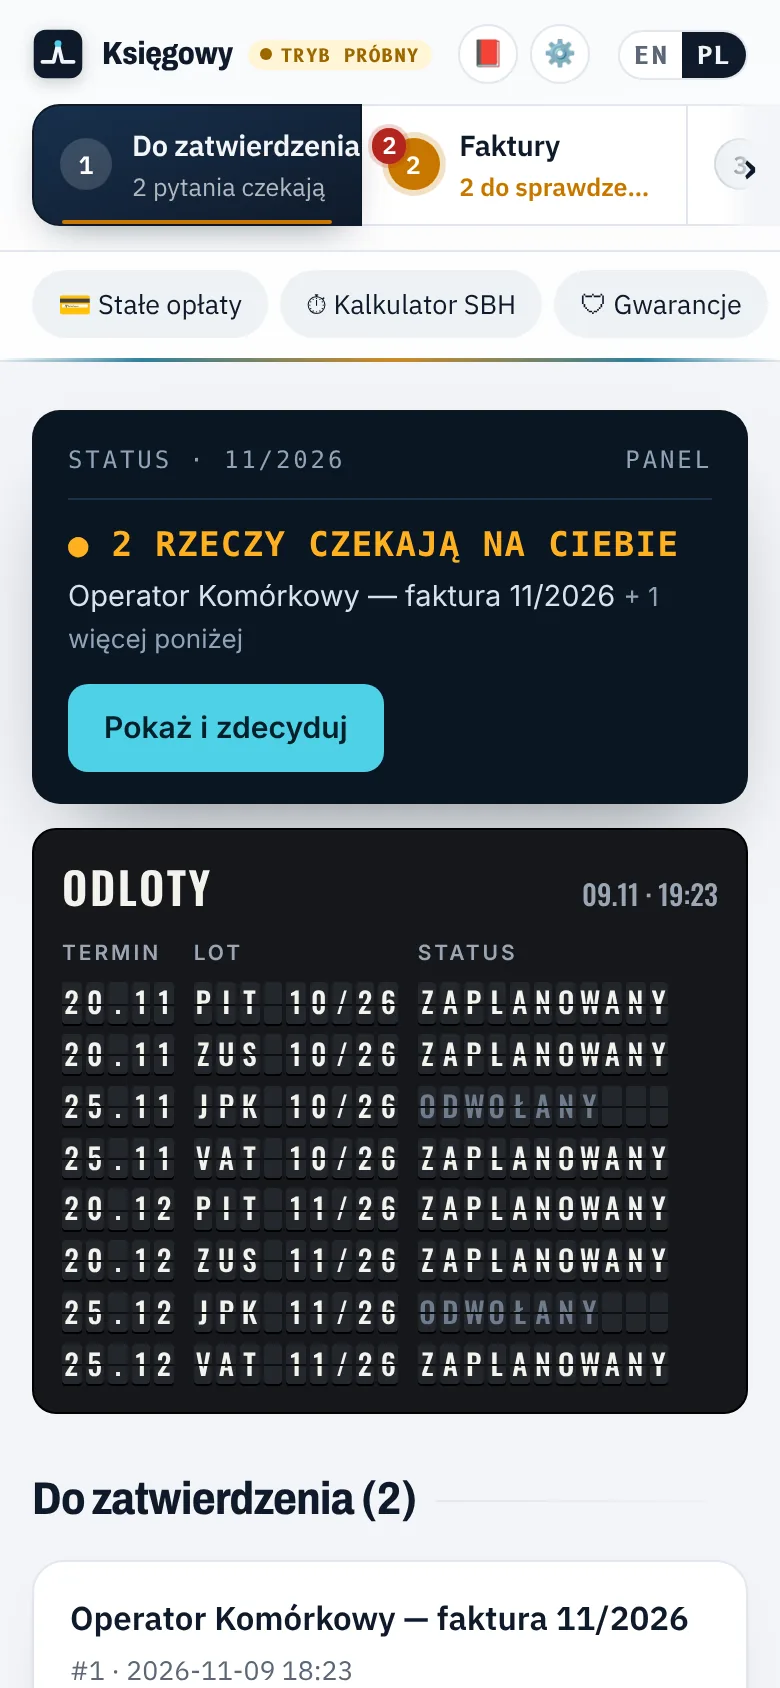 Księgowy
TRYB PRÓBNY
EN PL
1 Do zatwierdzenia
2 pytania czekają
2
2 Faktury
2 do sprawdze...
3
Stałe opłaty
Kalkulator SBH
Gwarancje
STATUS · 11/2026 PANEL
2 RZECZY CZEKAJĄ NA CIEBIE
Operator Komórkowy — faktura 11/2026 + 1
więcej poniżej
Pokaż i zdecyduj
ODLOTY 09.11 · 19:23
TERMIN LOT STATUS
20.11 PIT 10/26 ZAPLANOWANY
20.11 ZUS 10/26 ZAPLANOWANY
25.11 JPK 10/26 ODWOŁANY
25.11 VAT 10/26 ZAPLANOWANY
20.12 PIT 11/26 ZAPLANOWANY
20.12 ZUS 11/26 ZAPLANOWANY
25.12 JPK 11/26 ODWOŁANY
25.12 VAT 11/26 ZAPLANOWANY
Do zatwierdzenia (2)
Operator Komórkowy — faktura 11/2026
#1 · 2026-11-09 18:23